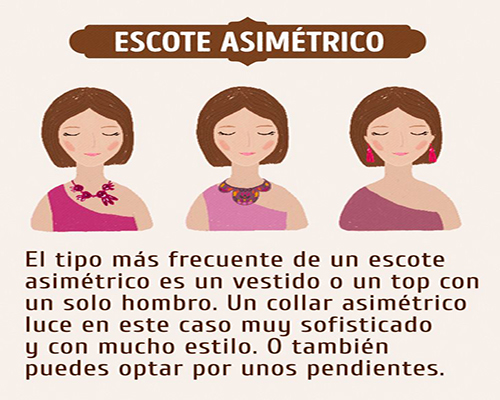 ESCOTE ASIMÉTRICO
El tipo más frecuente de un escote
asimétrico es un vestido o un top con
un solo hombro. Un collar asimétrico
luce en este caso muy sofisticado
y con mucho estilo. O también
puedes optar por unos pendientes.